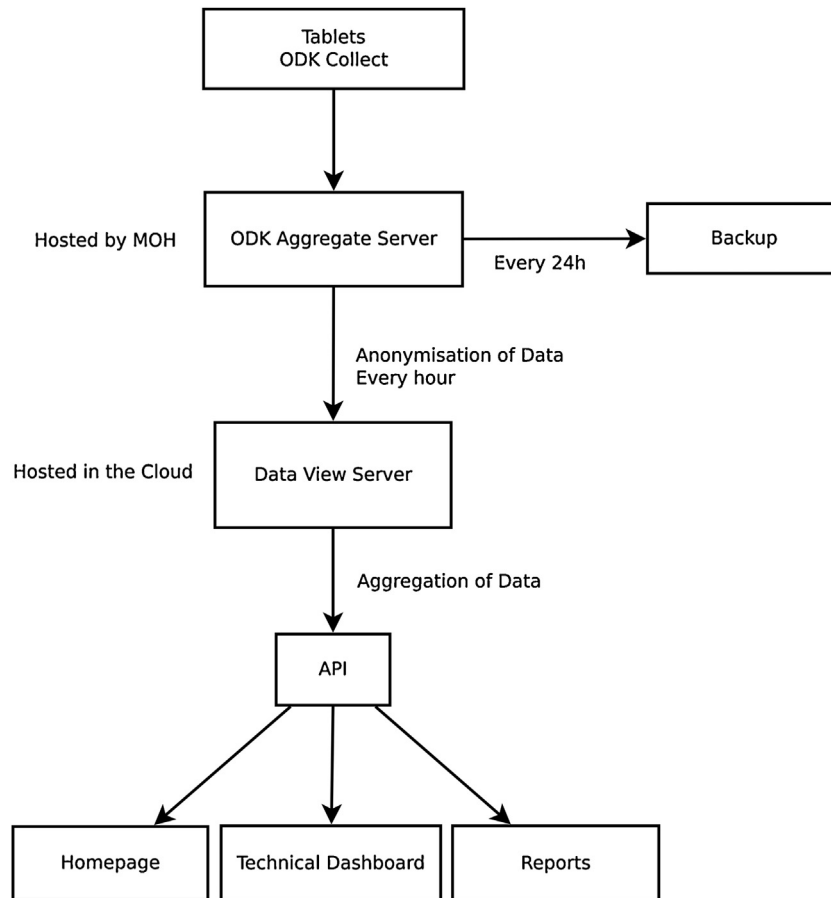 Tablets
ODK Collect
Hosted by MOH
ODK Aggregate Server
Every 24h
Backup
Anonymisation of Data
Every hour
Hosted in the Cloud
Data View Server
Aggregation of Data
API
Homepage
Technical Dashboard
Reports